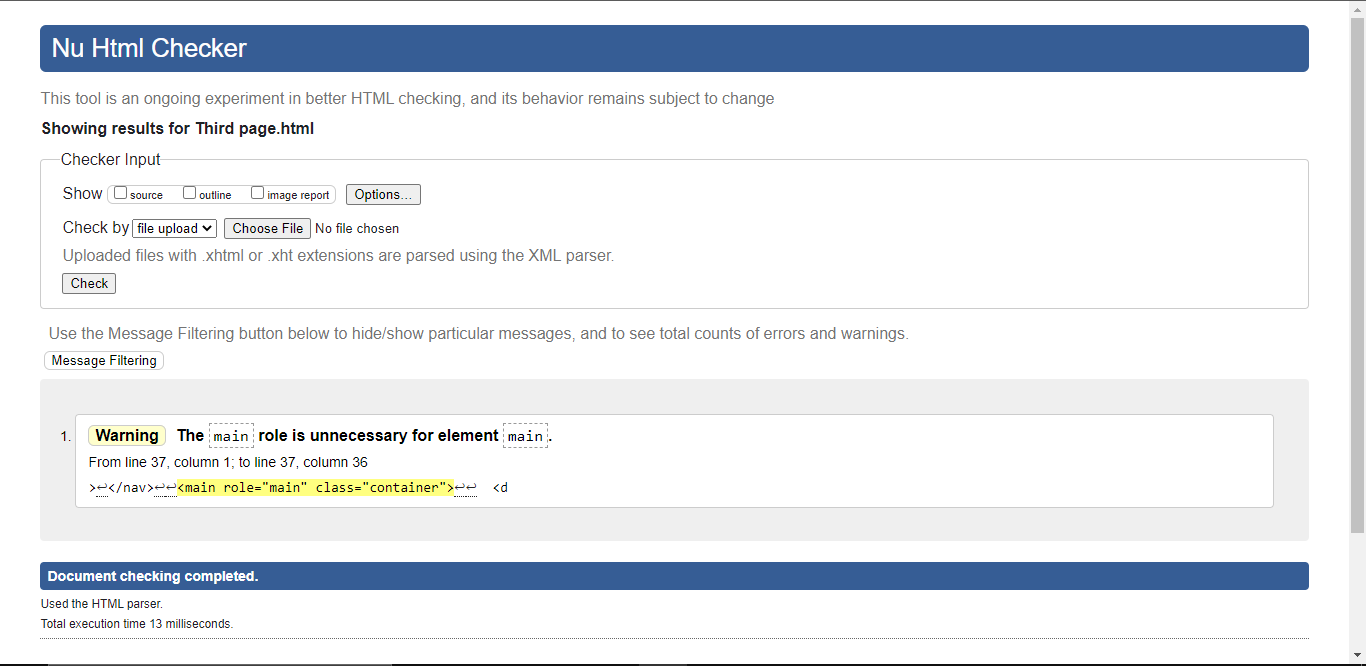 Nu Html Checker
This tool is an ongoing experiment in better HTML checking, and its behavior remains subject to change
Showing results for Third page.html
Checker Input
Show source outline image report Options...
Check by file upload Choose File No file chosen
Uploaded files with .xhtml or .xht extensions are parsed using the XML parser.
Check
Use the Message Filtering button below to hide/show particular messages, and to see total counts of errors and warnings.
Message Filtering
1. Warning The main role is unnecessary for element main.
From line 37, column 1; to line 37, column 36
>↩</nav>↩↩<main role="main" class="container">↩↩ <d
Document checking completed.
Used the HTML parser.
Total execution time 13 milliseconds.